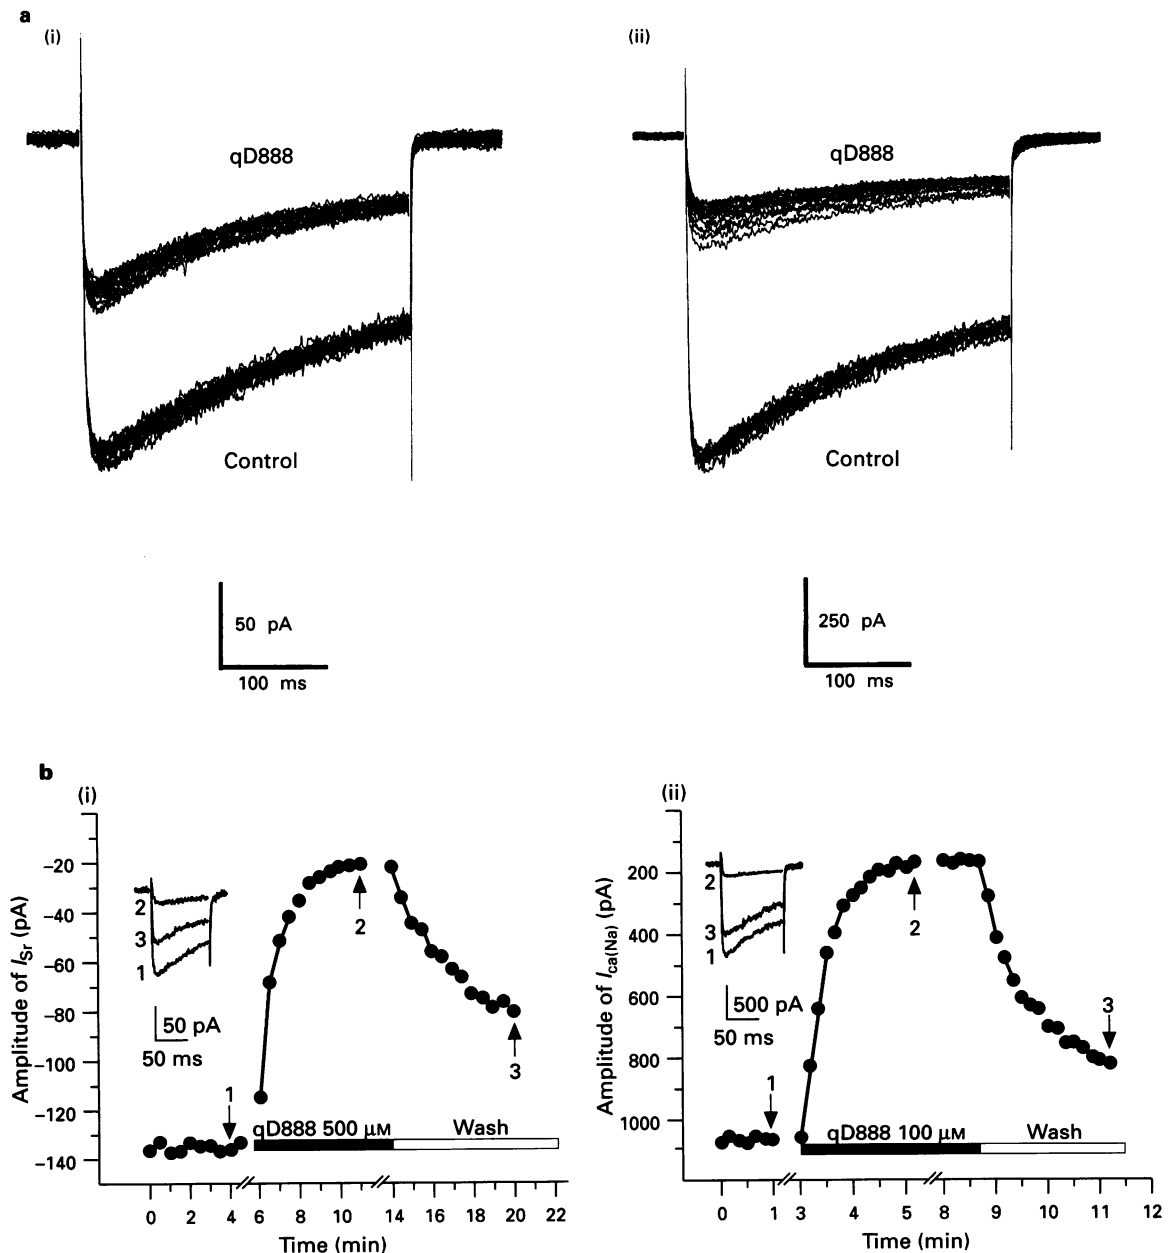 a
(i)
qD888
Control
50 pA
100 ms
(ii)
qD888
Control
250 pA
100 ms
b
(i)
Amplitude of ISr (pA)
−20
−40
−60
−80
−100
−120
−140
2
3
1
50 pA
50 ms
1
2
3
qD888 500 μM
Wash
0 2 4 6 8 10 14 16 18 20 22
Time (min)
(ii)
Amplitude of Ica(Na) (pA)
200
400
600
800
1000
2
3
1
500 pA
50 ms
1
2
3
qD888 100 μM
Wash
0 1 3 4 5 8 9 10 11 12
Time (min)